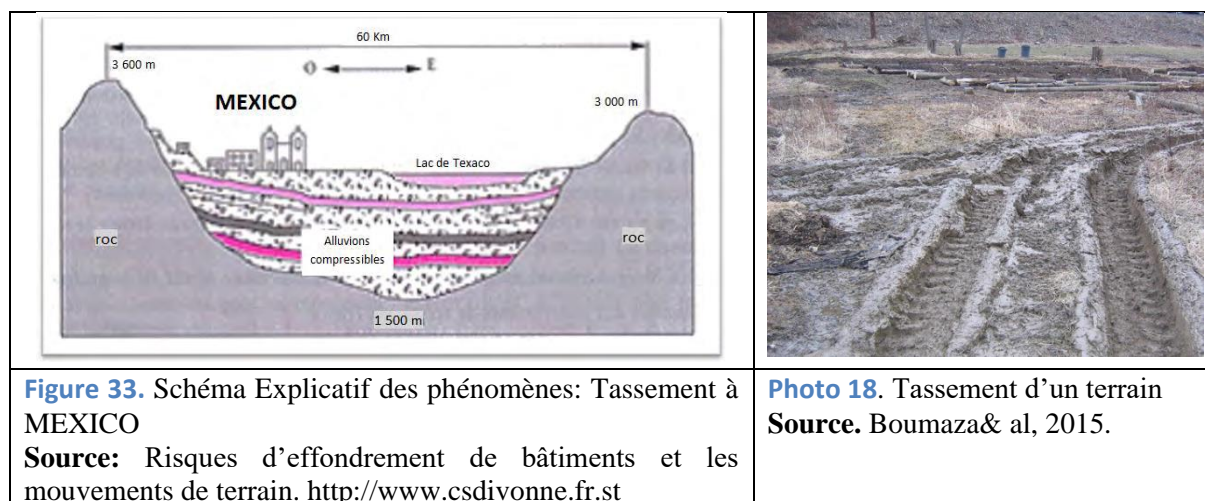 60 Km
3 600 m
O E
MEXICO
3 000 m
Lac de Texaco
roc
Alluvions
compressibles
roc
1 500 m
Figure 33. Schéma Explicatif des phénomènes: Tassement à
MEXICO
Source: Risques d’effondrement de bâtiments et les
mouvements de terrain. http://www.csdivonne.fr.st
Photo 18. Tassement d’un terrain
Source. Boumaza& al, 2015.